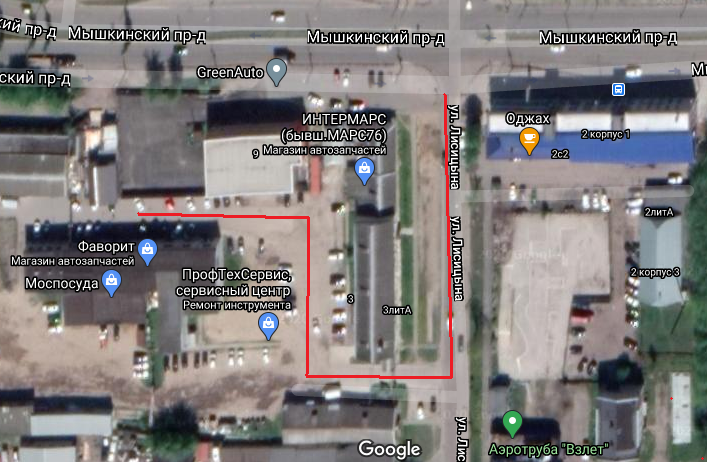 кий пр-д
Мышкинский пр-д
Мышкинский пр-д
Мышкинский пр-д
ский пр-д
GreenAuto
ИНТЕРМАРС
(бывш.МАРС76)
Магазин автозапчастей
9
ул. Лисицына
Оджах
2 корпус 1
2с2
ул. Лисицына
2литА
Фаворит
Магазин автозапчастей
Моспосуда
ПрофТехСервис,
сервисный центр
Ремонт инструмента
3
3литА
2 корпус 3
Google
ул. Лис
Аэротруба "Взлет"